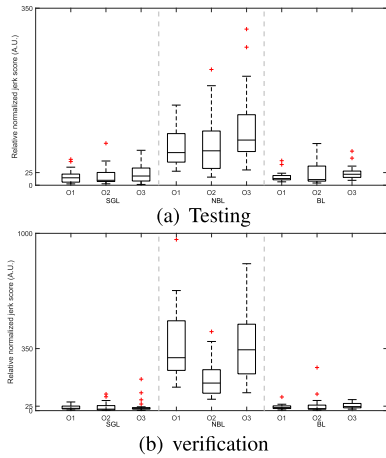 350
Relative normalized jerk score (A.U.)
25
0
O1 O2 O3 O1 O2 O3 O1 O2 O3
SGL NBL BL
(a) Testing
1000
Relative normalized jerk score (A.U.)
350
25
0
O1 O2 O3 O1 O2 O3 O1 O2 O3
SGL NBL BL
(b) verification